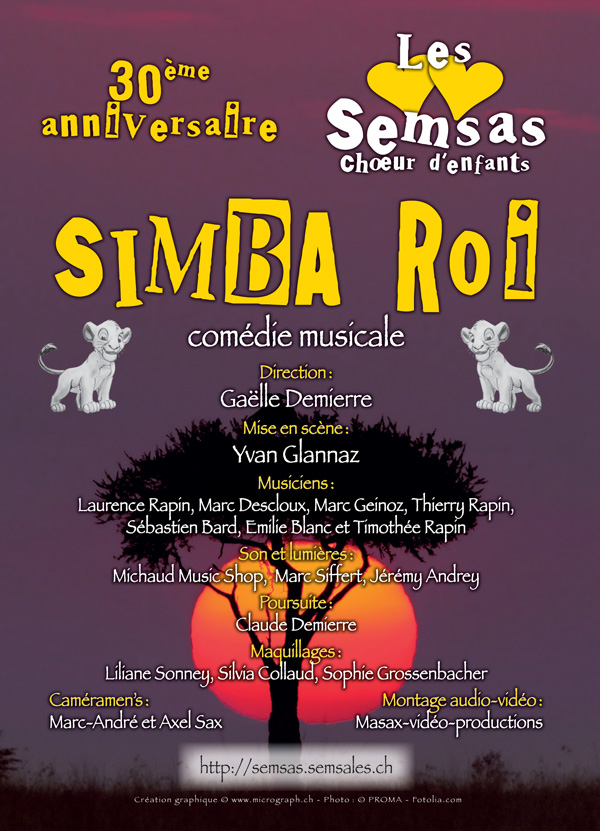 30ème
anniversaire
Les
Semsas
Chœur d'enfants
SIMBA ROI
comédie musicale
Direction :
Gaëlle Demierre
Mise en scène :
Yvan Glannaz
Musiciens :
Laurence Rapin, Marc Descloux, Marc Geinoz, Thierry Rapin,
Sébastien Bard, Emilie Blanc et Timothée Rapin
Son et lumières :
Michaud Music Shop, Marc Siffert, Jérémy Andrey
Poursuite :
Claude Demierre
Maquillages :
Liliane Sonney, Silvia Collaud, Sophie Grossenbacher
Caméramen's :
Marc-André et Axel Sax
Montage audio-vidéo :
Masax-vidéo-productions
http://semsas.semsales.ch
Création graphique © www.micrograph.ch - Photo : © PROMA - Fotolia.com